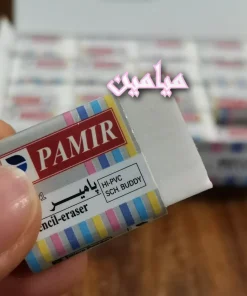 میامین
PAMIR
پامیر
HI-PVC
SCH. BUDDY
encil-eraser